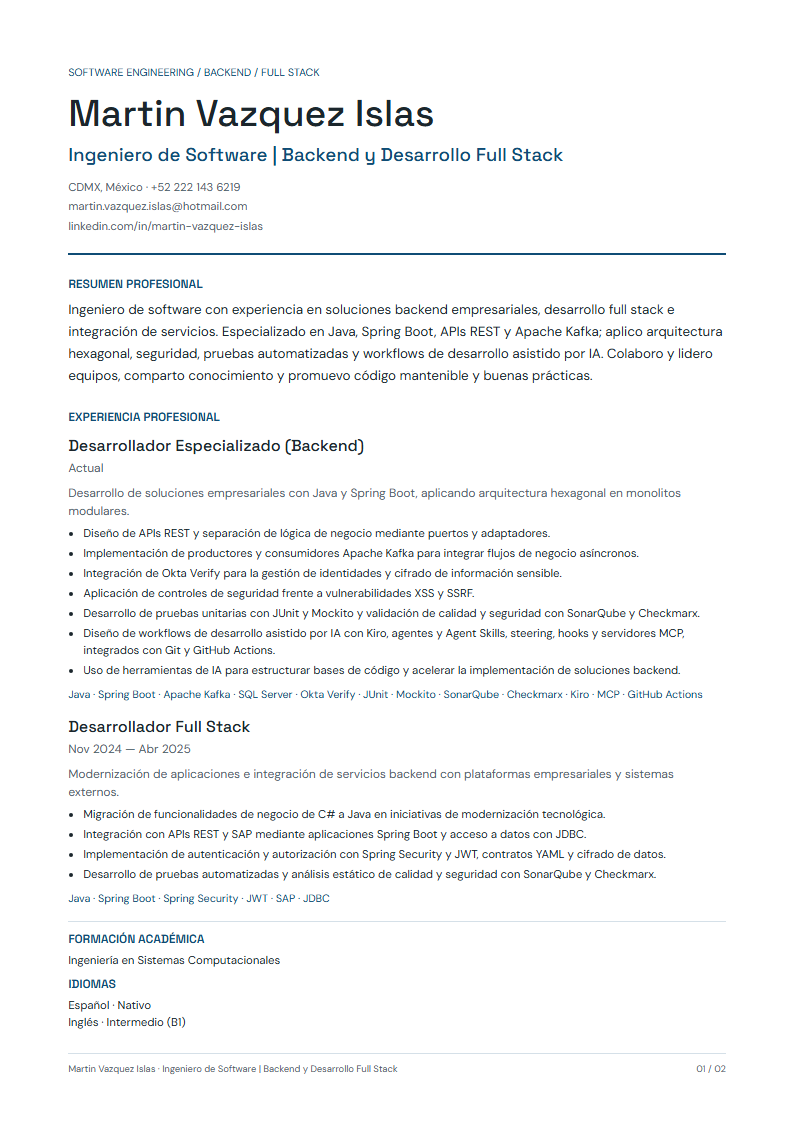 SOFTWARE ENGINEERING / BACKEND / FULL STACK
Martin Vazquez Islas
Ingeniero de Software | Backend y Desarrollo Full Stack
CDMX, México · +52 222 143 6219
martin.vazquez.islas@hotmail.com
linkedin.com/in/martin-vazquez-islas
RESUMEN PROFESIONAL
Ingeniero de software con experiencia en soluciones backend empresariales, desarrollo full stack e
integración de servicios. Especializado en Java, Spring Boot, APIs REST y Apache Kafka; aplico arquitectura
hexagonal, seguridad, pruebas automatizadas y workflows de desarrollo asistido por IA. Colaboro y lidero
equipos, comparto conocimiento y promuevo código mantenible y buenas prácticas.
EXPERIENCIA PROFESIONAL
Desarrollador Especializado (Backend)
Actual
Desarrollo de soluciones empresariales con Java y Spring Boot, aplicando arquitectura hexagonal en monolitos
modulares.
• Diseño de APIs REST y separación de lógica de negocio mediante puertos y adaptadores.
• Implementación de productores y consumidores Apache Kafka para integrar flujos de negocio asíncronos.
• Integración de Okta Verify para la gestión de identidades y cifrado de información sensible.
• Aplicación de controles de seguridad frente a vulnerabilidades XSS y SSRF.
• Desarrollo de pruebas unitarias con JUnit y Mockito y validación de calidad y seguridad con SonarQube y Checkmarx.
• Diseño de workflows de desarrollo asistido por IA con Kiro, agentes y Agent Skills, steering, hooks y servidores MCP,
integrados con Git y GitHub Actions.
• Uso de herramientas de IA para estructurar bases de código y acelerar la implementación de soluciones backend.
Java · Spring Boot · Apache Kafka · SQL Server · Okta Verify · JUnit · Mockito · SonarQube · Checkmarx · Kiro · MCP · GitHub Actions
Desarrollador Full Stack
Nov 2024 — Abr 2025
Modernización de aplicaciones e integración de servicios backend con plataformas empresariales y sistemas
externos.
• Migración de funcionalidades de negocio de C# a Java en iniciativas de modernización tecnológica.
• Integración con APIs REST y SAP mediante aplicaciones Spring Boot y acceso a datos con JDBC.
• Implementación de autenticación y autorización con Spring Security y JWT, contratos YAML y cifrado de datos.
• Desarrollo de pruebas automatizadas y análisis estático de calidad y seguridad con SonarQube y Checkmarx.
Java · Spring Boot · Spring Security · JWT · SAP · JDBC
FORMACIÓN ACADÉMICA
Ingeniería en Sistemas Computacionales
IDIOMAS
Español · Nativo
Inglés · Intermedio (B1)
Martin Vazquez Islas · Ingeniero de Software | Backend y Desarrollo Full Stack
01 / 02